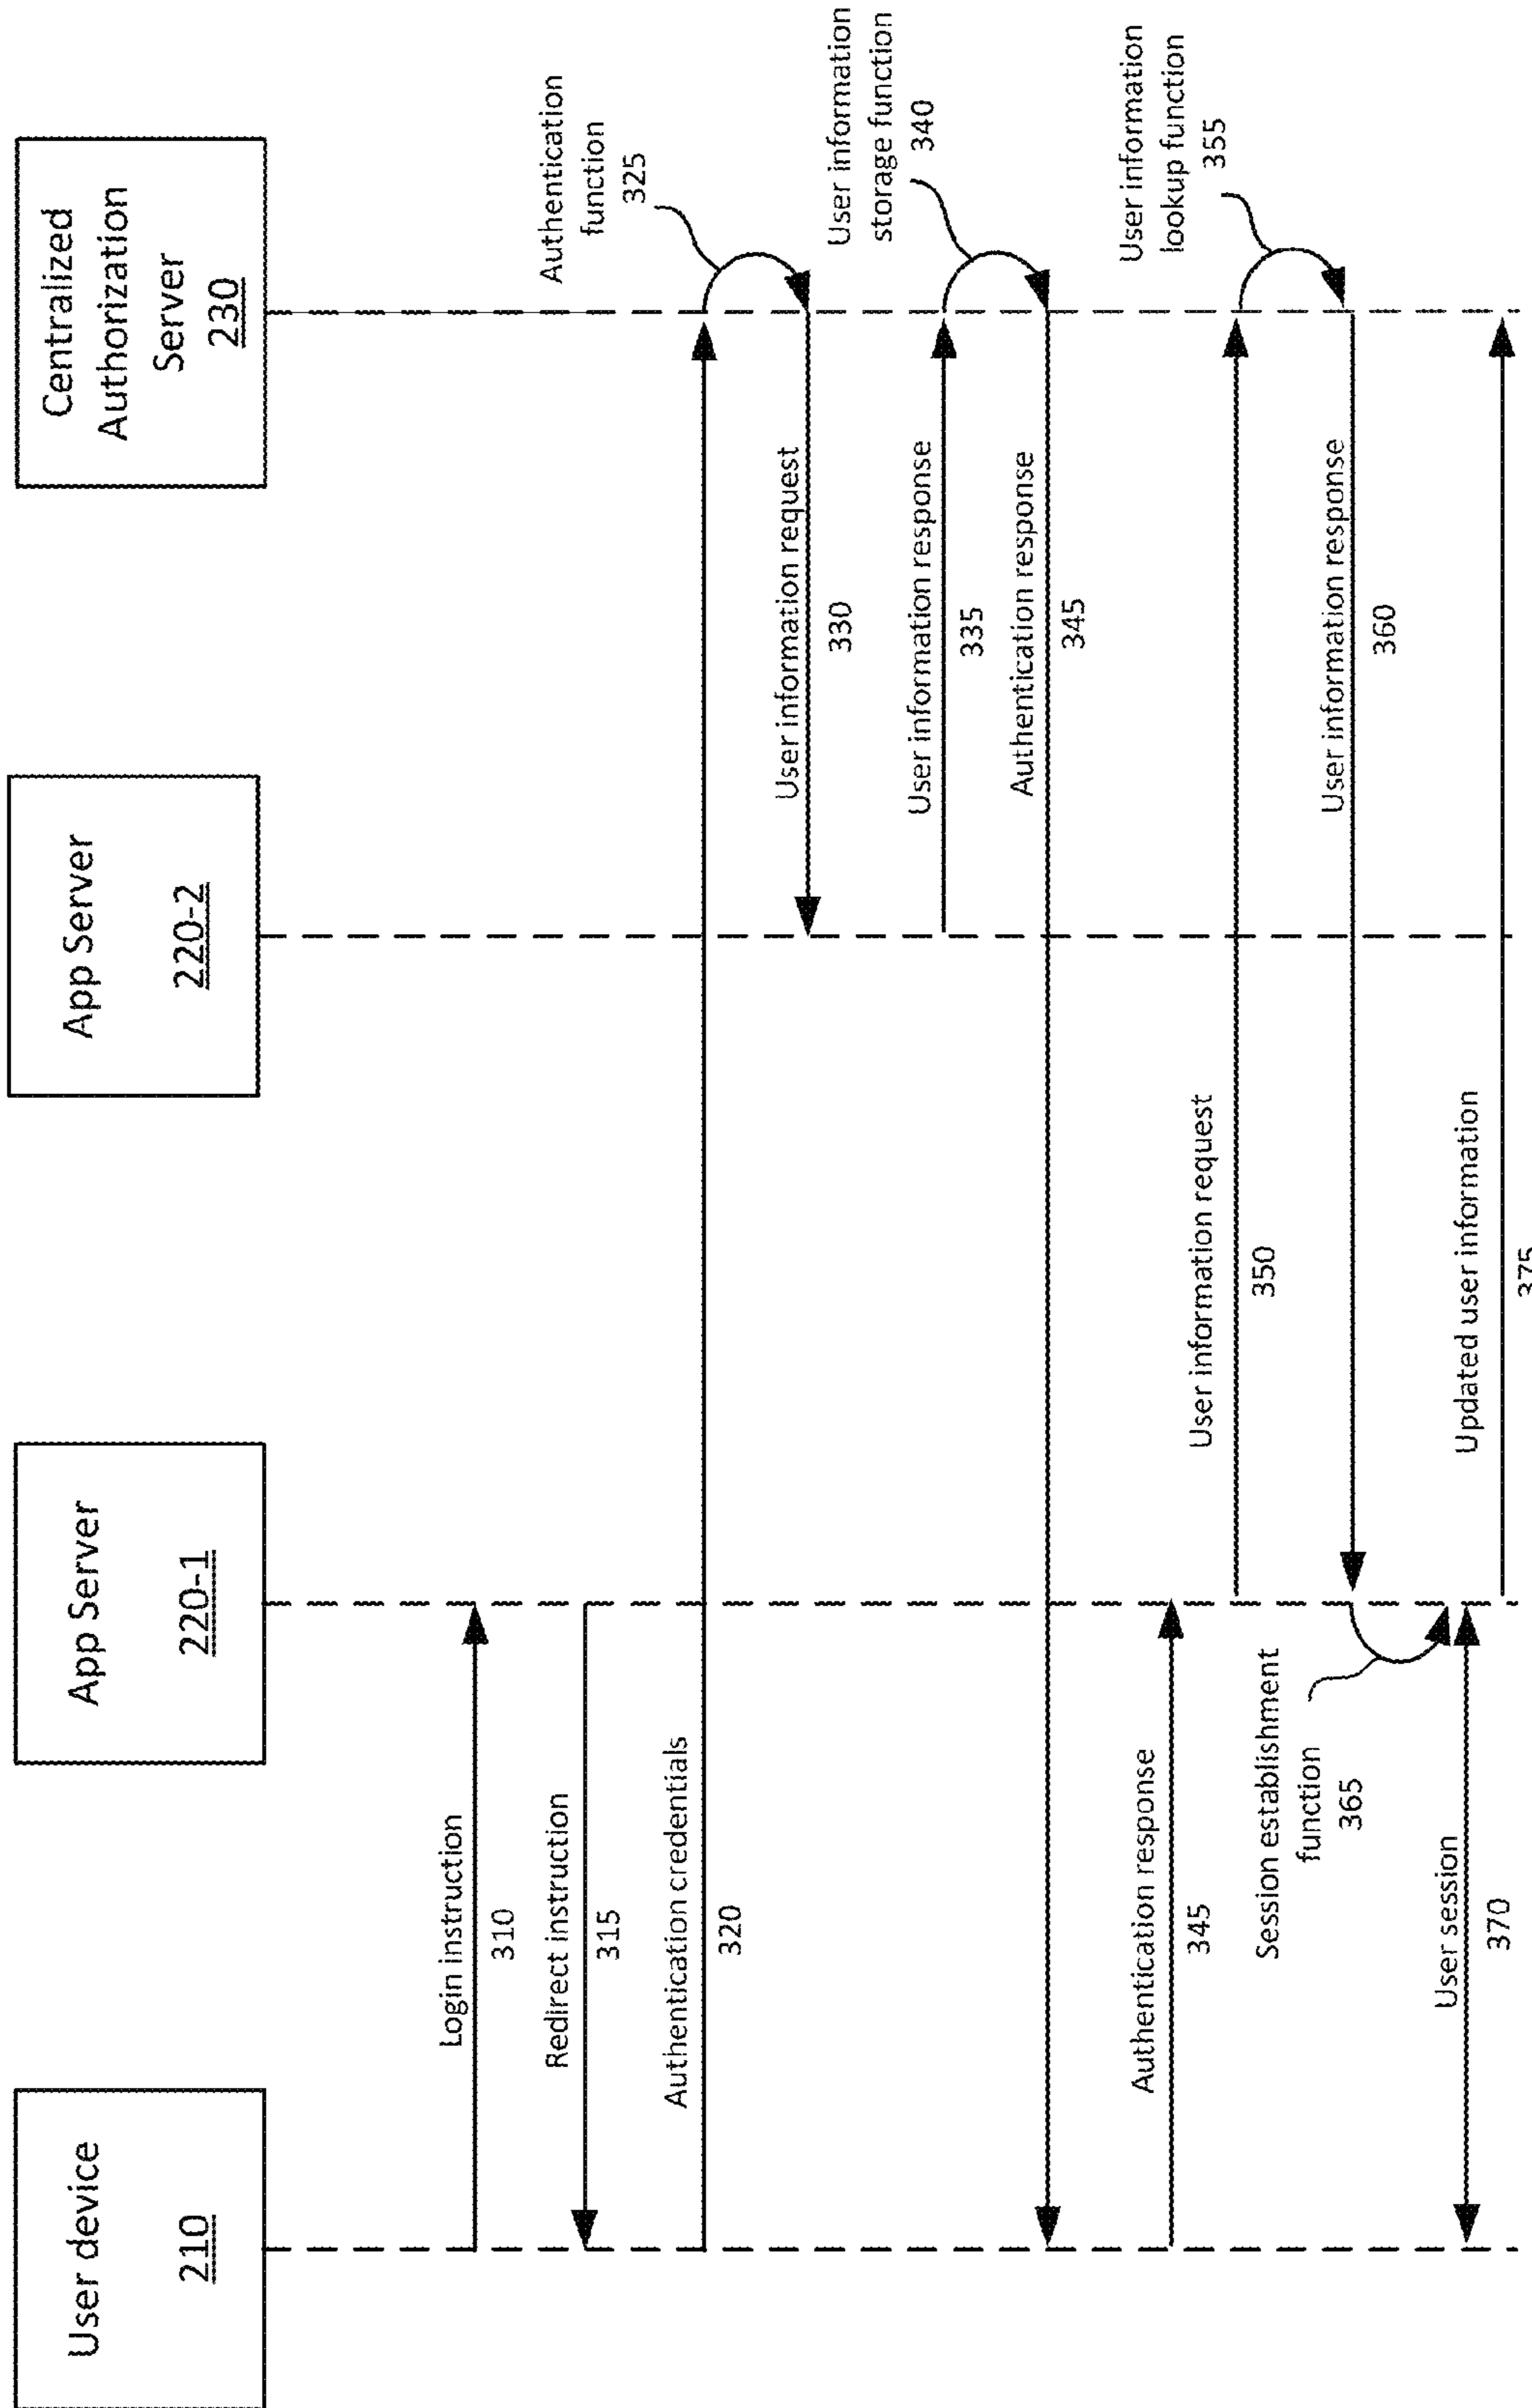 User device
210
App Server
220-1
App Server
220-2
Centralized
Authorization
Server
230
Login instruction
310
Redirect instruction
315
Authentication credentials
320
Authentication
function
325
User information request
330
User information response
335
User information
storage function
340
Authentication response
345
Authentication response
345
User information request
350
User information
lookup function
355
User information response
360
Session establishment
function
365
User session
370
Updated user information
375